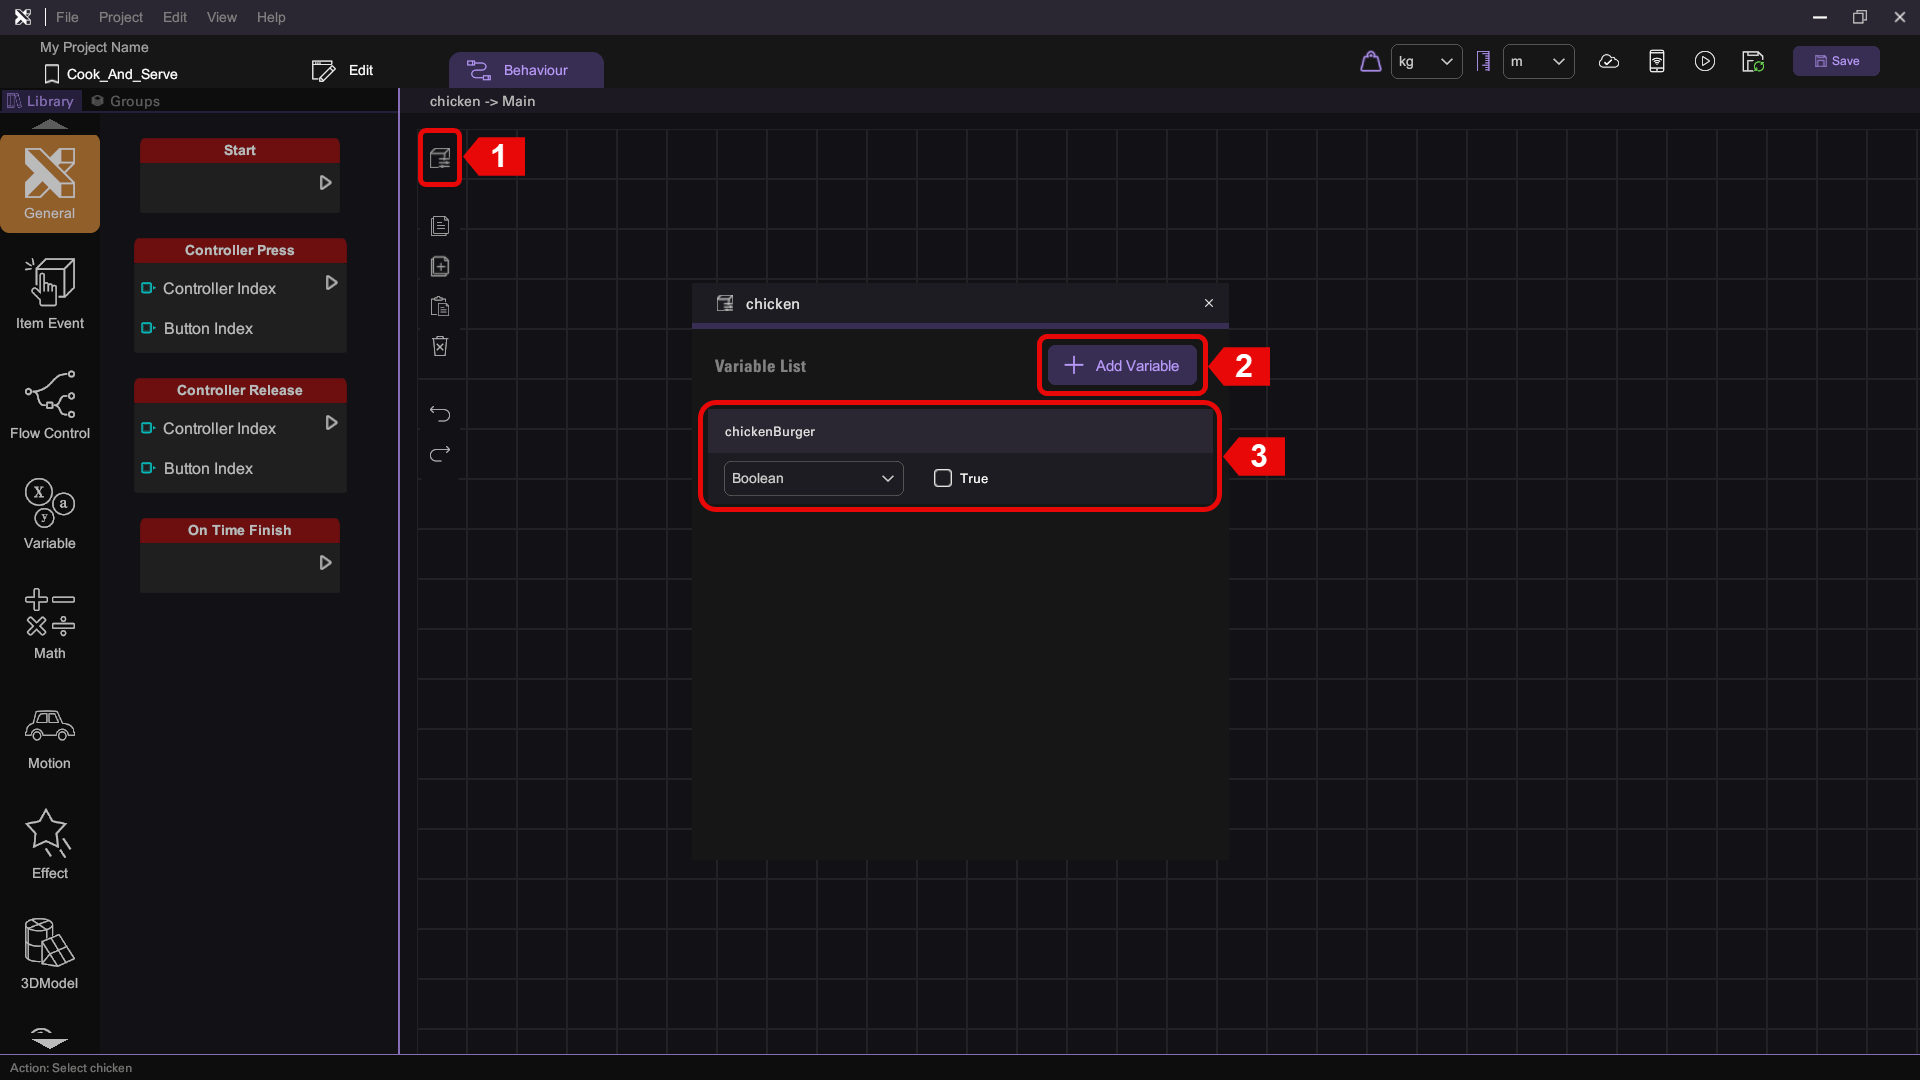 File Project Edit View Help
My Project Name
Cook_And_Serve
Edit
Behaviour
kg
m
Save
Library
Groups
chicken -> Main
General
Item Event
Flow Control
X
a
y
Variable
Math
Motion
Effect
3DModel
Start
Controller Press
Controller Index
Button Index
Controller Release
Controller Index
Button Index
On Time Finish
1
chicken
Variable List
Add Variable
2
chickenBurger
Boolean
True
3
Action: Select chicken